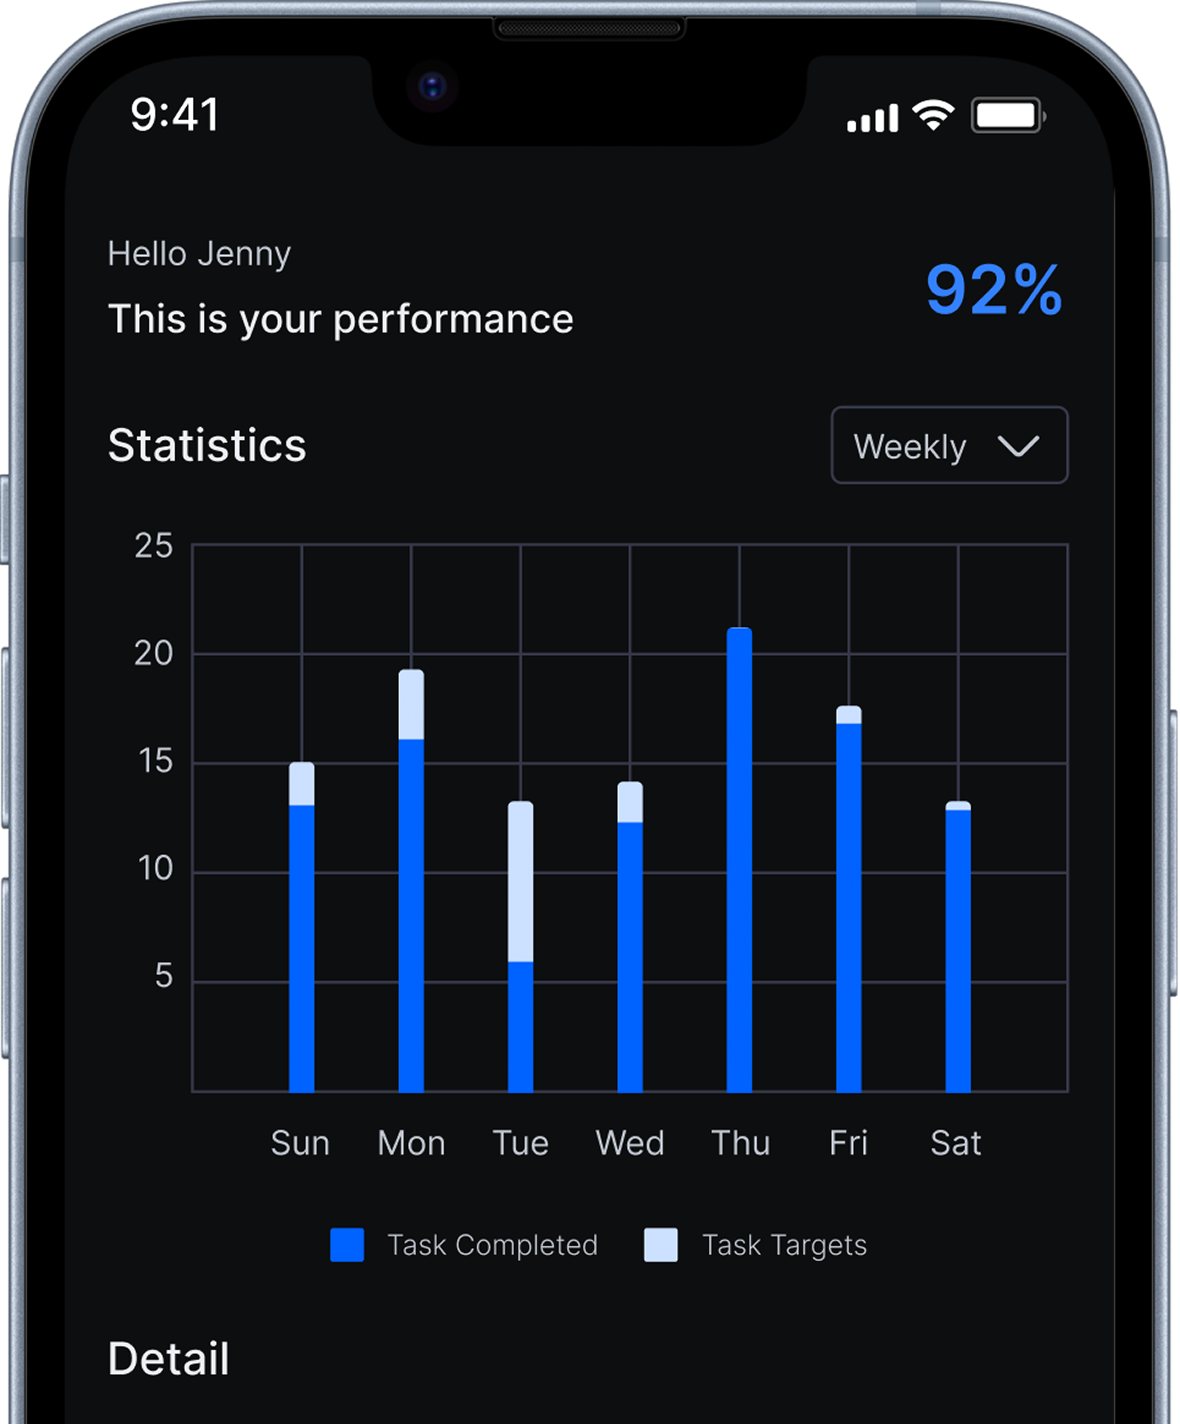 9:41
Hello Jenny
92%
This is your performance
Statistics
Weekly
25
20
15
10
5
Sun Mon Tue Wed Thu Fri Sat
Task Completed Task Targets
Detail